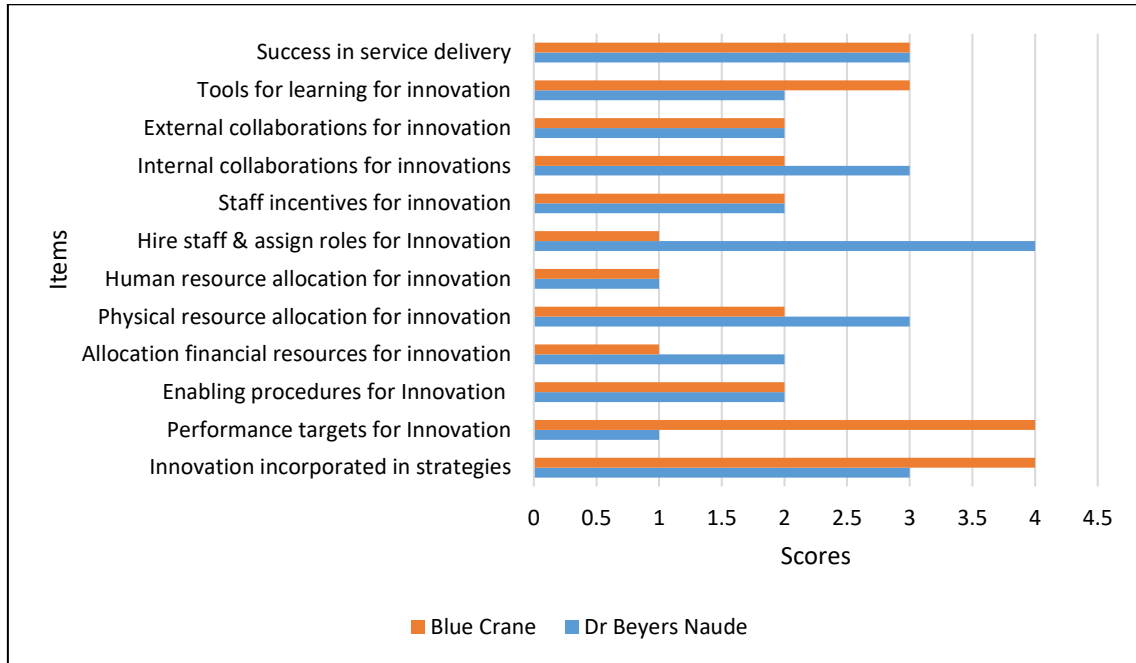 Success in service delivery
Tools for learning for innovation
External collaborations for innovation
Internal collaborations for innovations
Staff incentives for innovation
Hire staff & assign roles for Innovation
Human resource allocation for innovation
Physical resource allocation for innovation
Allocation financial resources for innovation
Enabling procedures for Innovation
Performance targets for Innovation
Innovation incorporated in strategies
Items
0 0.5 1 1.5 2 2.5 3 3.5 4 4.5
Scores
Blue Crane Dr Beyers Naude